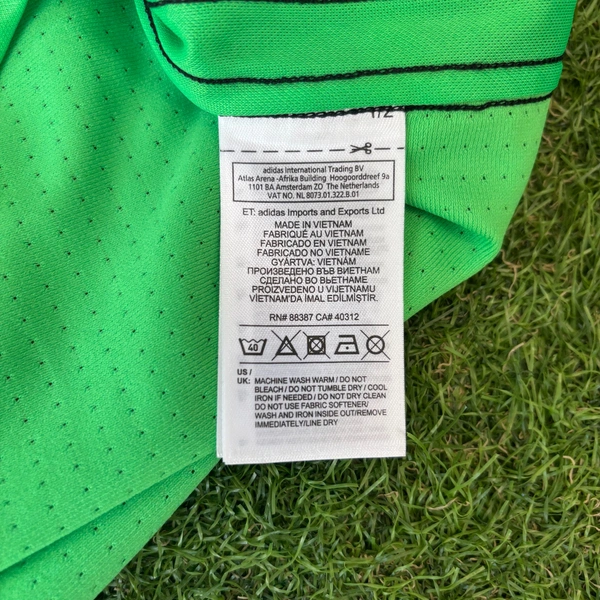 1/2
adidas International Trading BV
Atlas Arena -Afrika Building Hoogoorddreef 9a
1101 BA Amsterdam ZO The Netherlands
VAT NO. NL 8073.01.322.B.01
ET: adidas Imports and Exports Ltd
MADE IN VIETNAM
FABRIQUÉ AU VIETNAM
FABRICADO EN VIETNAM
FABRICADO NO VIETNAME
GYÁRTVA: VIETNÁM
ПРОИЗВЕДЕНО ВЪВ ВИЕТНАМ
СДЕЛАНО ВО ВЬЕТНАМЕ
PROIZVEDENO U VIJETNAMU
VİETNAM'DA İMAL EDİLMİŞTİR.
RN# 88387 CA# 40312
40
US /
UK: MACHINE WASH WARM / DO NOT
BLEACH / DO NOT TUMBLE DRY / COOL
IRON IF NEEDED / DO NOT DRY CLEAN
DO NOT USE FABRIC SOFTENER/
WASH AND IRON INSIDE OUT/REMOVE
IMMEDIATELY/LINE DRY